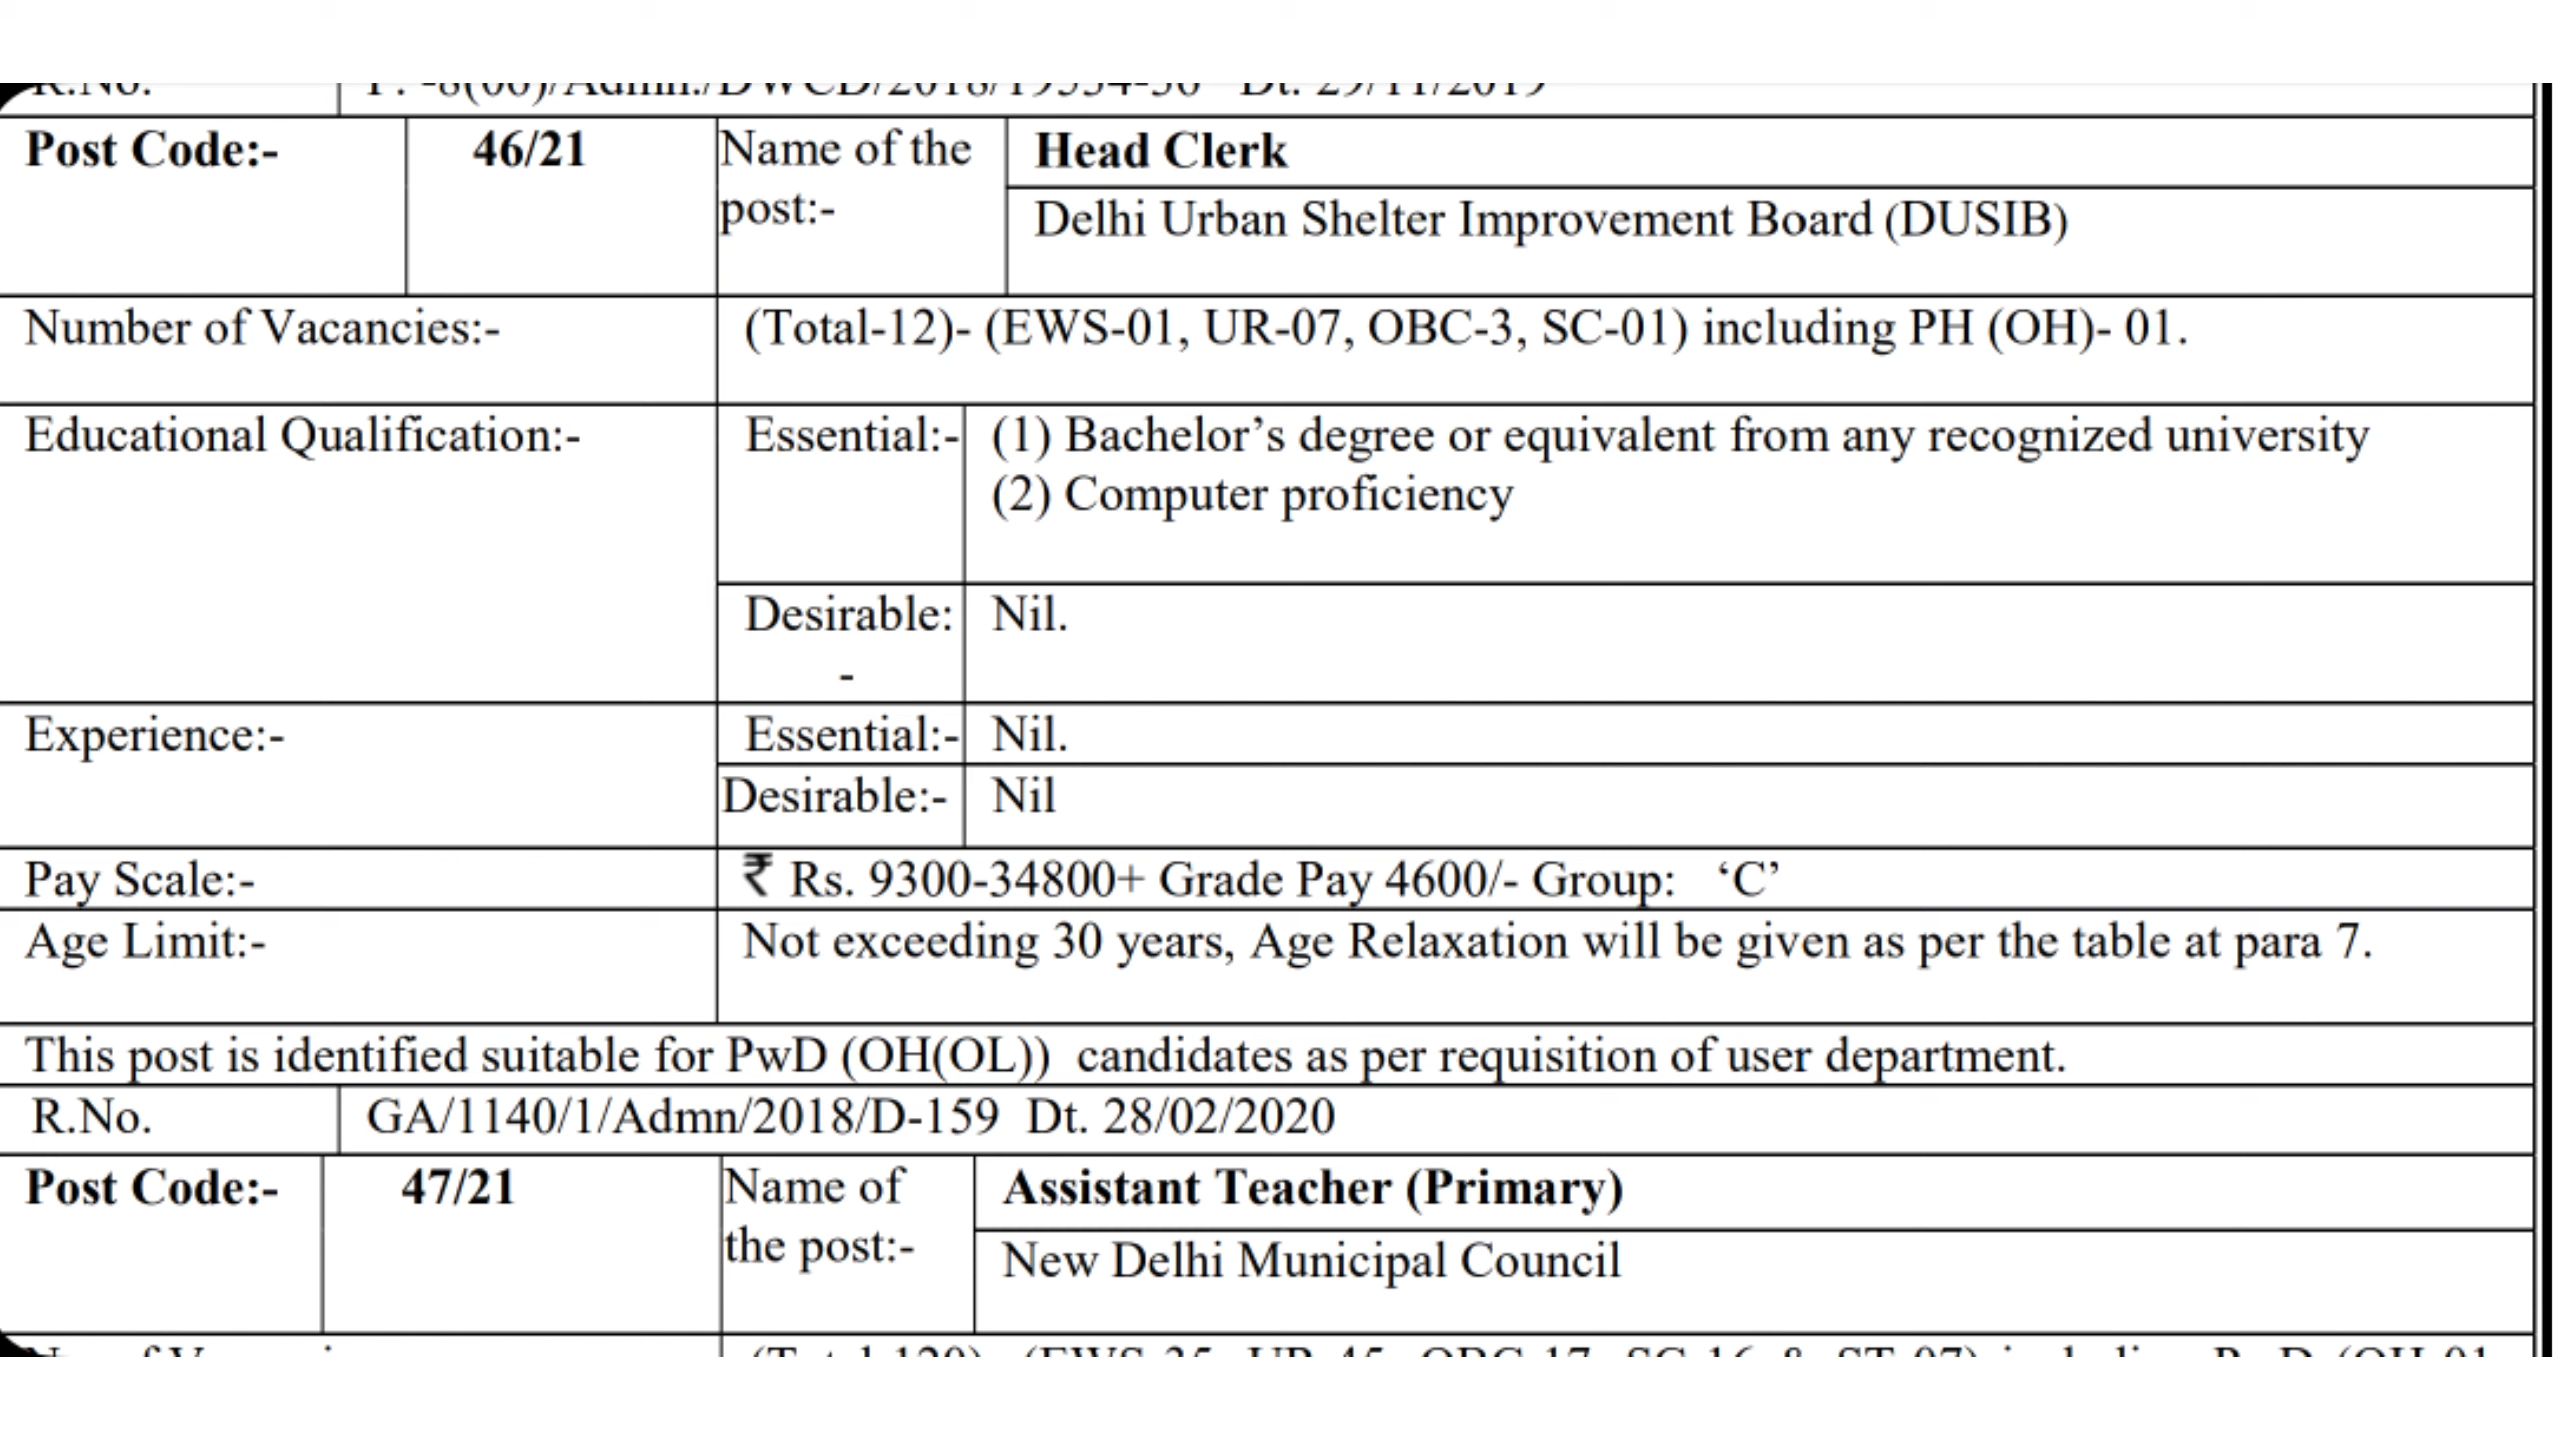 R.No. Dt. 29/11/2019
Post Code:- 46/21 Name of the post:- Head Clerk
Delhi Urban Shelter Improvement Board (DUSIB)
Number of Vacancies:- (Total-12)- (EWS-01, UR-07, OBC-3, SC-01) including PH (OH)- 01.
Educational Qualification:- Essential:- (1) Bachelor’s degree or equivalent from any recognized university
(2) Computer proficiency
Desirable:- Nil.
Experience:- Essential:- Nil.
Desirable:- Nil
Pay Scale:- ₹ Rs. 9300-34800+ Grade Pay 4600/- Group: ‘C’
Age Limit:- Not exceeding 30 years, Age Relaxation will be given as per the table at para 7.
This post is identified suitable for PwD (OH(OL)) candidates as per requisition of user department.
R.No. GA/1140/1/Admn/2018/D-159 Dt. 28/02/2020
Post Code:- 47/21 Name of the post:- Assistant Teacher (Primary)
New Delhi Municipal Council